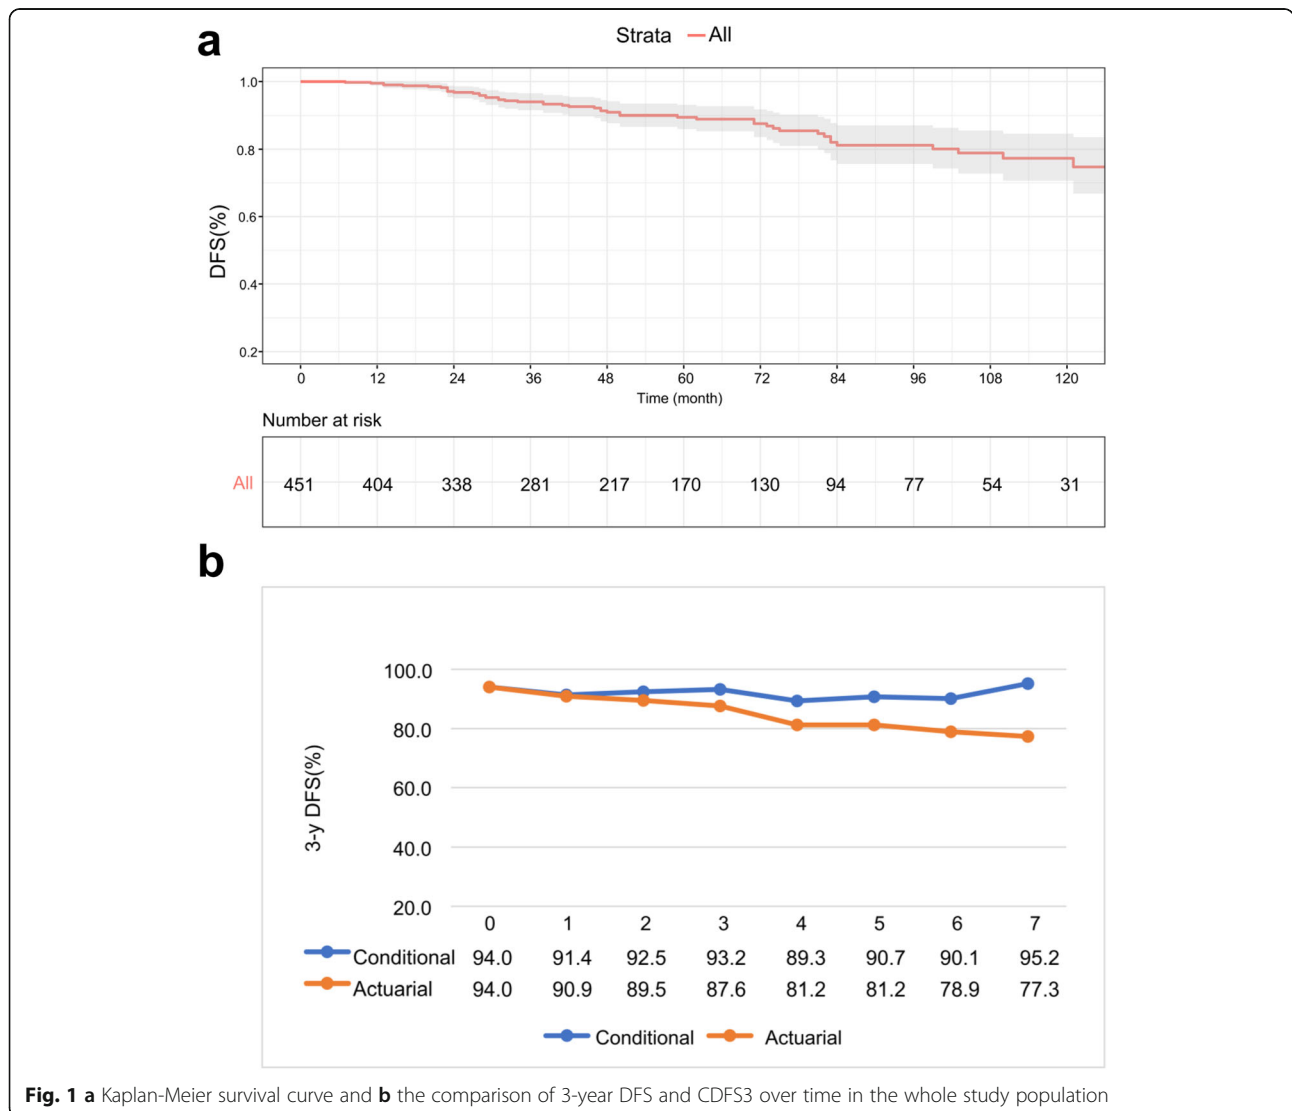 a
Strata All
1.0
0.8
0.6
0.4
0.2
DFS(%)
0 12 24 36 48 60 72 84 96 108 120
Time (month)
Number at risk
All 451 404 338 281 217 170 130 94 77 54 31
b
100.0
80.0
60.0
40.0
20.0
3-y DFS(%)
0 1 2 3 4 5 6 7
Conditional 94.0 91.4 92.5 93.2 89.3 90.7 90.1 95.2
Actuarial 94.0 90.9 89.5 87.6 81.2 81.2 78.9 77.3
Conditional Actuarial
Fig. 1 a Kaplan-Meier survival curve and b the comparison of 3-year DFS and CDFS3 over time in the whole study population